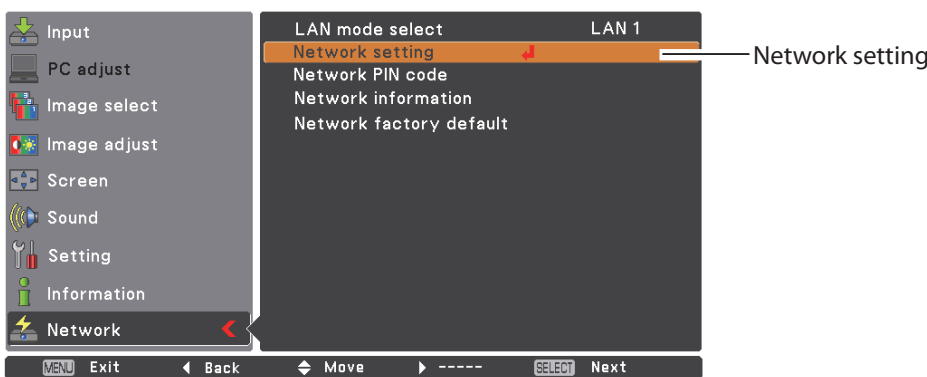 Input
PC adjust
Image select
Image adjust
Screen
Sound
Setting
Information
Network
LAN mode select LAN 1
Network setting
Network PIN code
Network information
Network factory default
Network setting
MENU Exit Back Move ----- SELECT Next